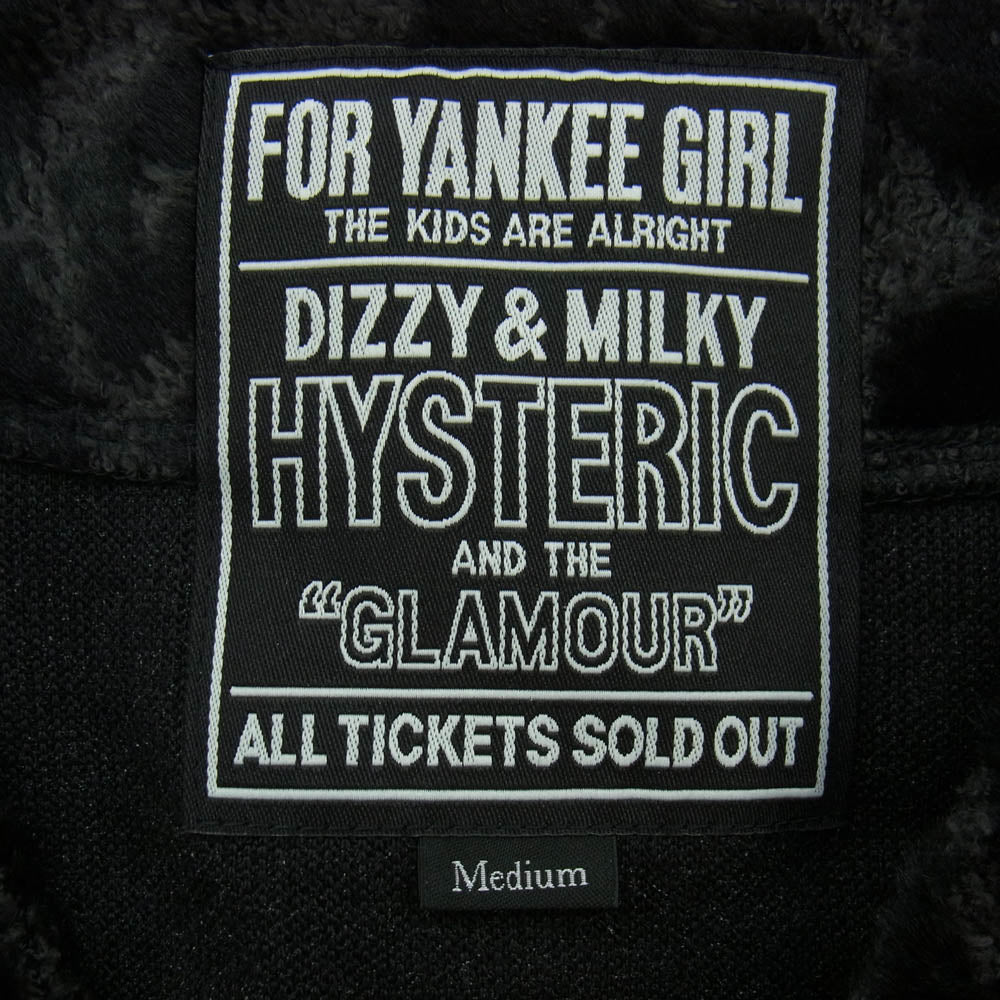 FOR YANKEE GIRL
THE KIDS ARE ALRIGHT
DIZZY & MILKY
HYSTERIC
AND THE
“GLAMOUR”
ALL TICKETS SOLD OUT
Medium